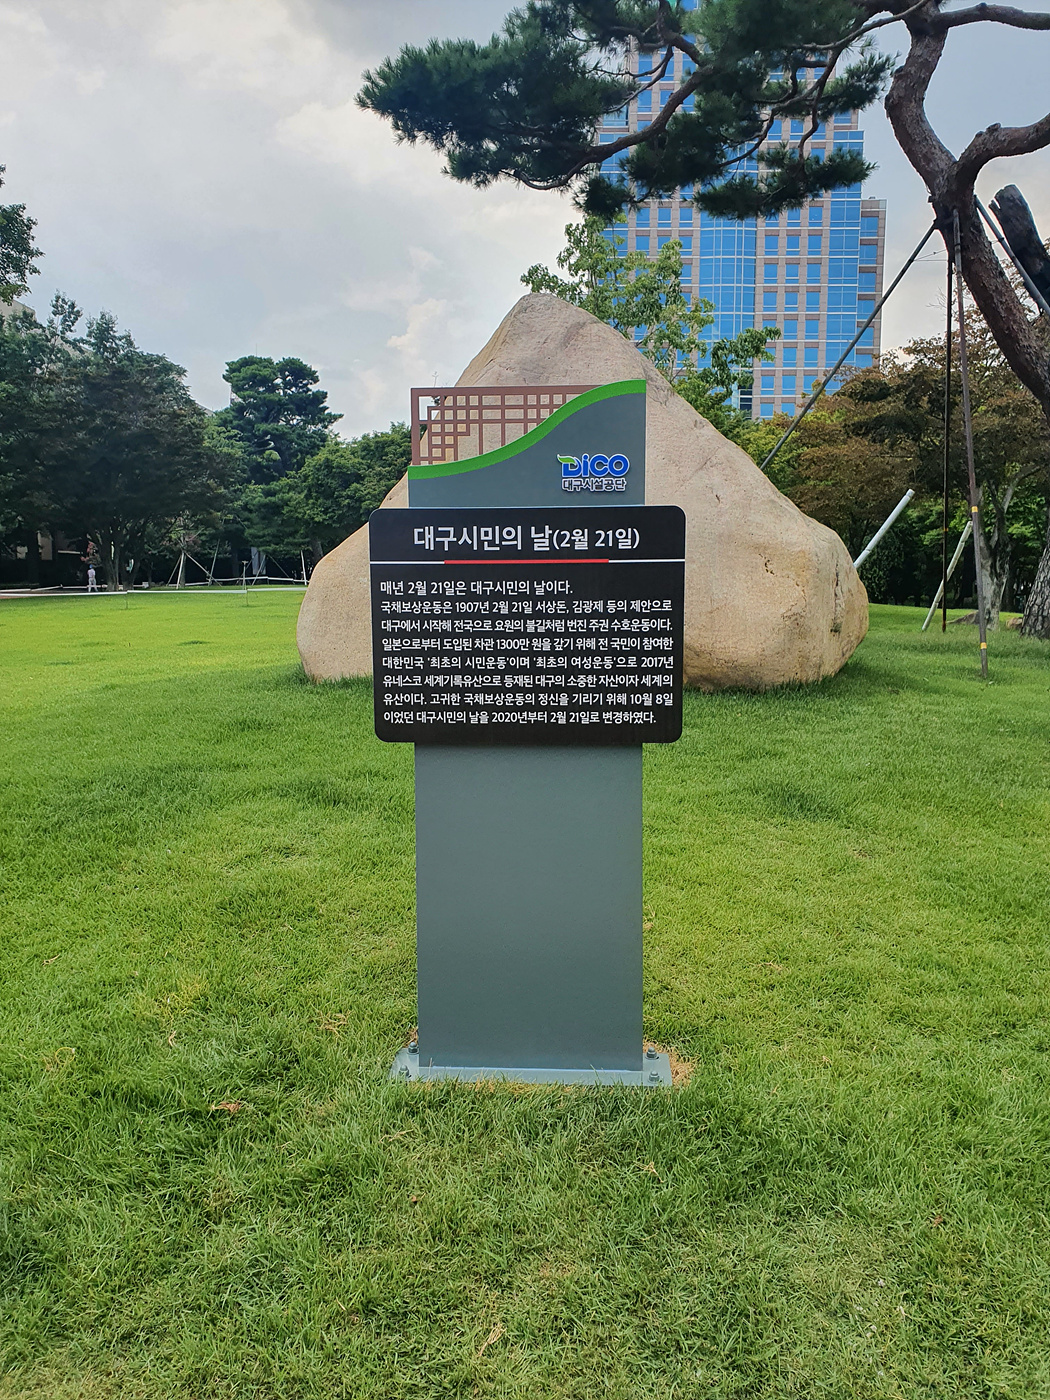 DiCO
대구시설공단
대구시민의 날(2월 21일)
매년 2월 21일은 대구시민의 날이다.
국채보상운동은 1907년 2월 21일 서상돈, 김광제 등의 제안으로
대구에서 시작해 전국으로 요원의 불길처럼 번진 주권 수호운동이다.
일본으로부터 도입된 차관 1300만 원을 갚기 위해 전 국민이 참여한
대한민국 '최초의 시민운동'이며 '최초의 여성운동'으로 2017년
유네스코 세계기록유산으로 등재된 대구의 소중한 자산이자 세계의
유산이다. 고귀한 국채보상운동의 정신을 기리기 위해 10월 8일
이었던 대구시민의 날을 2020년부터 2월 21일로 변경하였다.